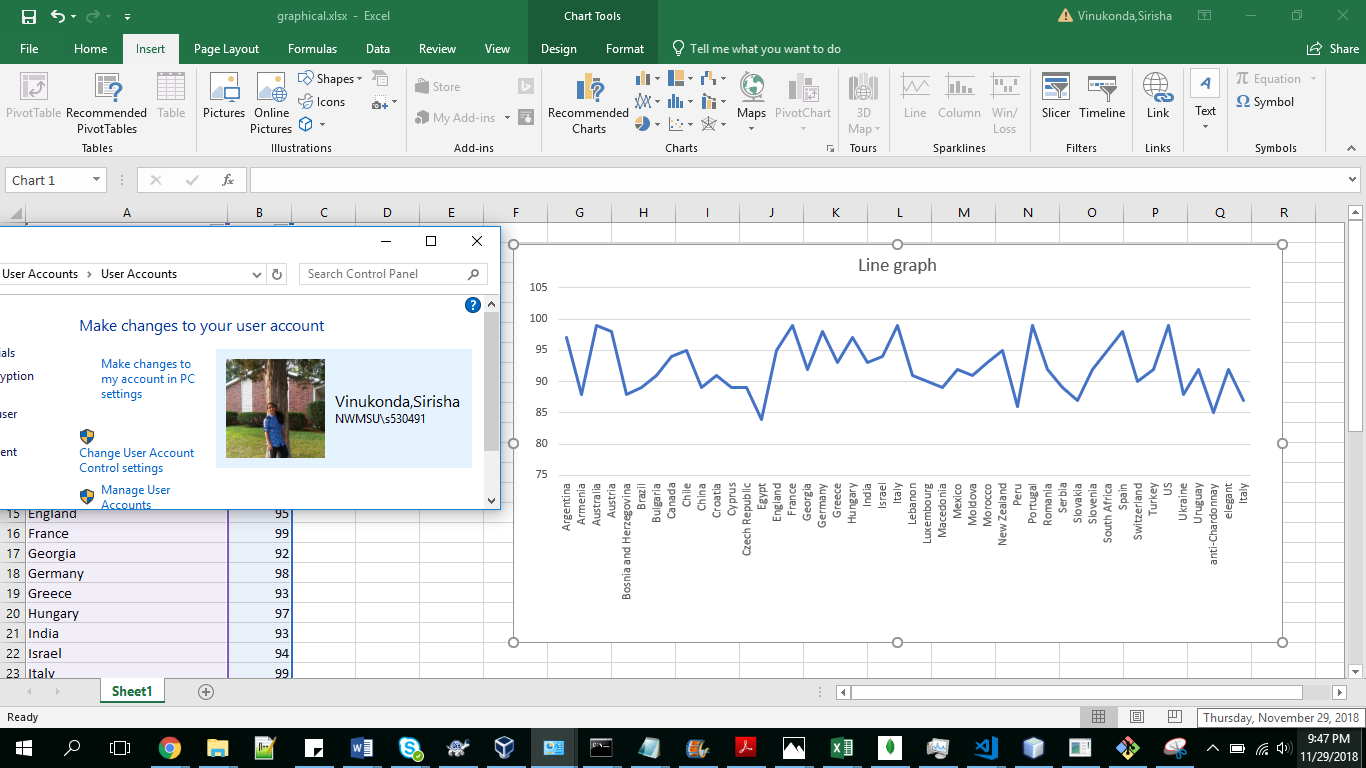 graphical.xlsx - Excel
Chart Tools
Vinukonda,Sirisha
File Home Insert Page Layout Formulas Data Review View Design Format Tell me what you want to do Share
PivotTable
Recommended
PivotTables
Table
Pictures
Online
Pictures
Shapes
Icons
Store
My Add-ins
Recommended
Charts
Maps
PivotChart
3D
Map
Line
Column
Win/
Loss
Slicer
Timeline
Link
Text
Equation
Symbol
Tables Illustrations Add-ins Charts Tours Sparklines Filters Links Symbols
Chart 1
fx
A B C D E F G H I J K L M N O P Q R
User Accounts › User Accounts
Search Control Panel
Make changes to your user account
ials
yption
user
ent
Make changes to
my account in PC
settings
Change User Account
Control settings
Manage User
Accounts
Vinukonda,Sirisha
NWMSU\s530491
15 England 95
16 France 99
17 Georgia 92
18 Germany 98
19 Greece 93
20 Hungary 97
21 India 93
22 Israel 94
23 Italy 99
Line graph
105
100
95
90
85
80
75
Argentina
Armenia
Australia
Austria
Bosnia and Herzegovina
Brazil
Bulgaria
Canada
Chile
China
Croatia
Cyprus
Czech Republic
Egypt
England
France
Georgia
Germany
Greece
Hungary
India
Israel
Italy
Lebanon
Luxembourg
Macedonia
Mexico
Moldova
Morocco
New Zealand
Peru
Portugal
Romania
Serbia
Slovakia
Slovenia
South Africa
Spain
Switzerland
Turkey
US
Ukraine
Uruguay
anti-Chardonnay
elegant
Italy
Sheet1
Ready
Thursday, November 29, 2018
9:47 PM
11/29/2018